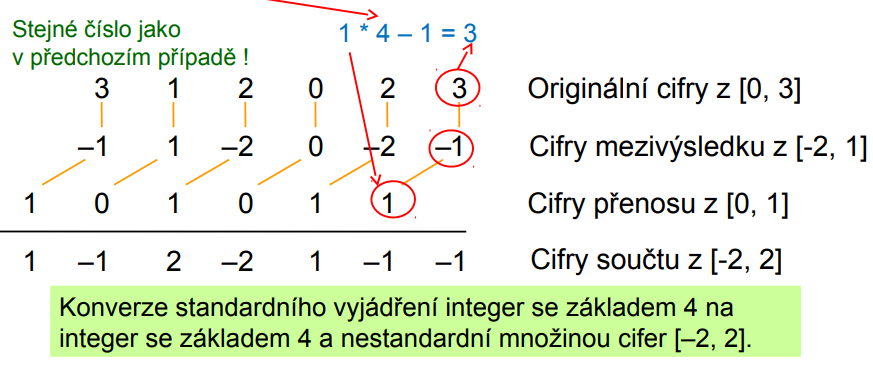 Stejné číslo jako
v předchozím případě !
1 * 4 – 1 = 3
3 1 2 0 2 3 Originální cifry z [0, 3]
–1 1 –2 0 –2 –1 Cifry mezivýsledku z [-2, 1]
1 0 1 0 1 1 Cifry přenosu z [0, 1]
1 –1 2 –2 1 –1 –1 Cifry součtu z [-2, 2]
Konverze standardního vyjádření integer se základem 4 na
integer se základem 4 a nestandardní množinou cifer [–2, 2].